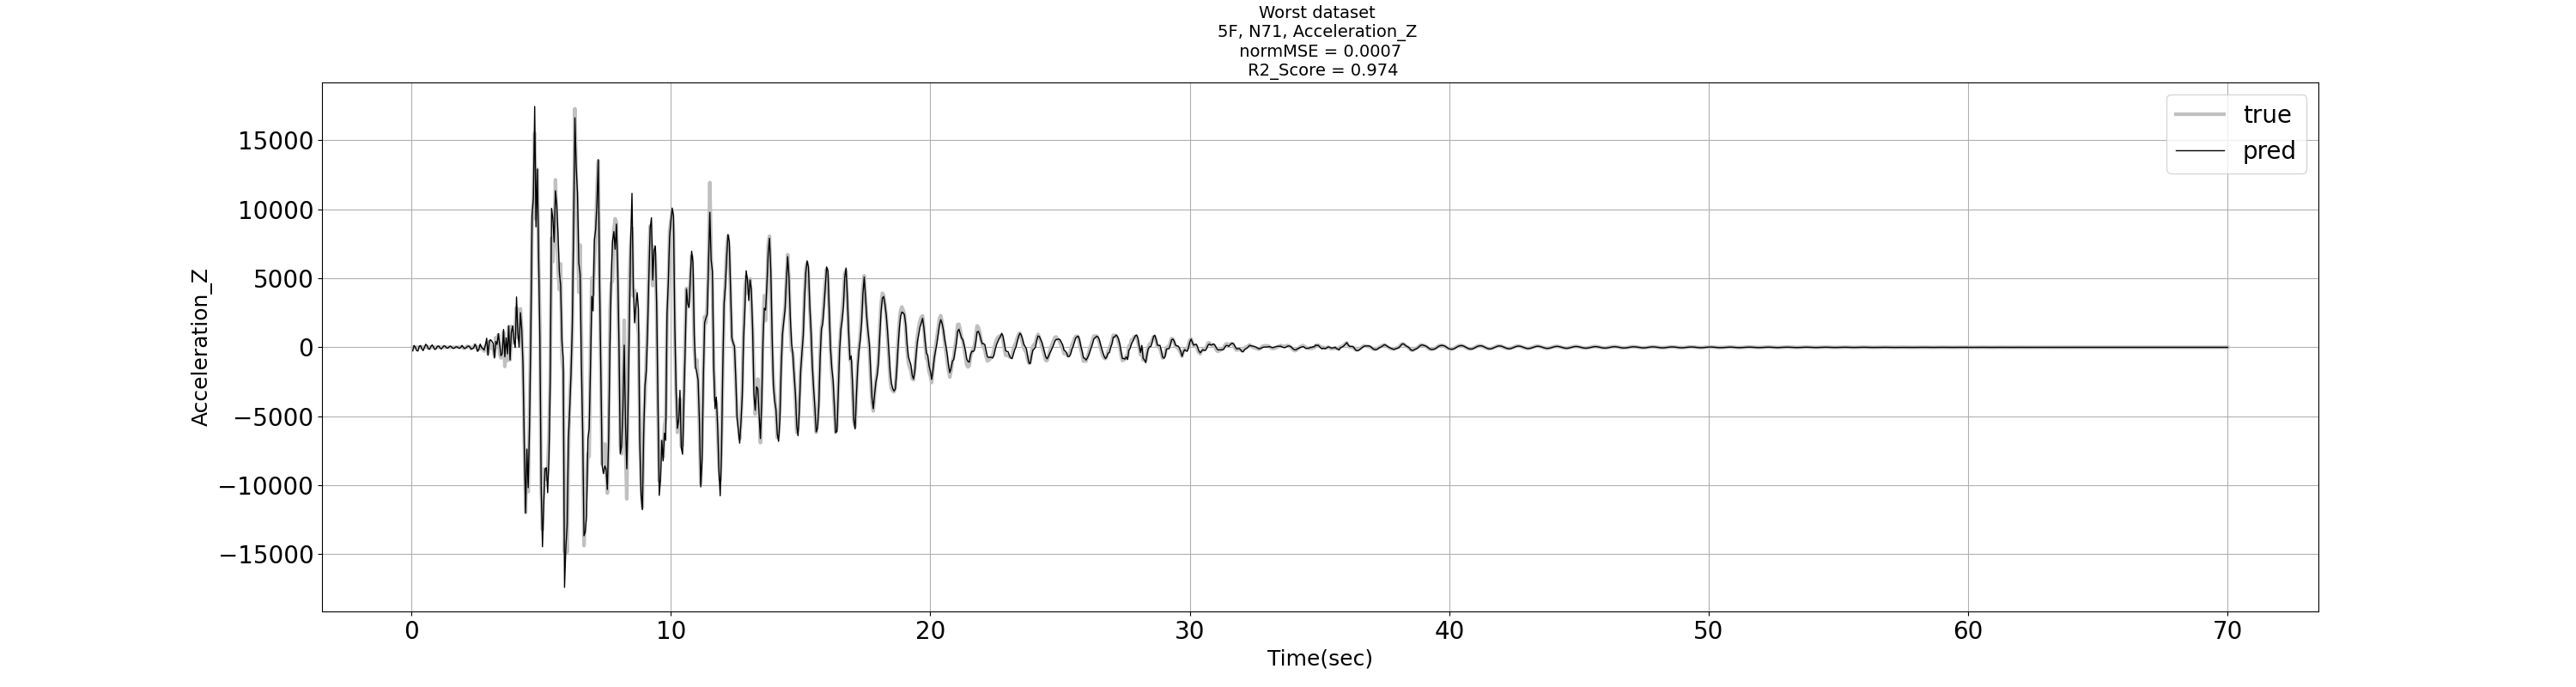 Worst dataset
5F, N71, Acceleration_Z
normMSE = 0.0007
R2_Score = 0.974
true
pred
15000
10000
5000
0
−5000
−10000
−15000
Acceleration_Z
0 10 20 30 40 50 60 70
Time(sec)